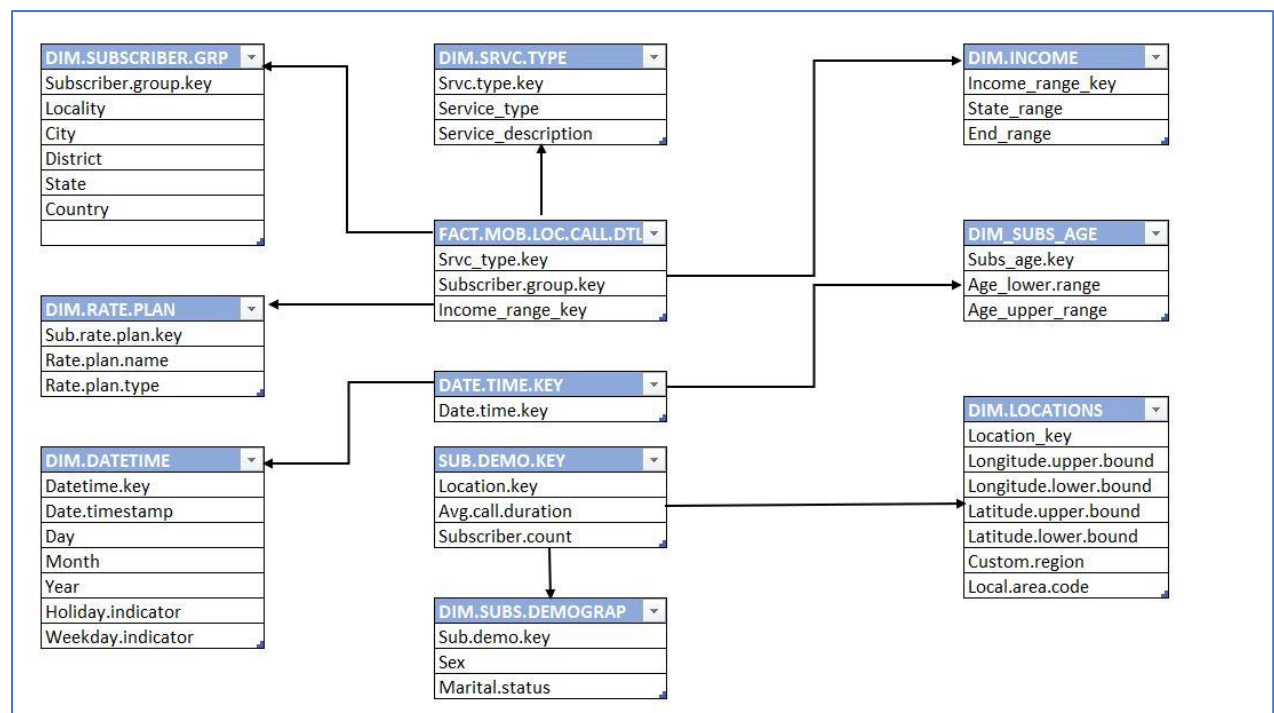 DIM.SUBSCRIBER.GRP
Subscriber.group.key
Locality
City
District
State
Country
DIM.SRVC.TYPE
Srvc.type.key
Service_type
Service_description
DIM.INCOME
Income_range_key
State_range
End_range
FACT.MOB.LOC.CALL.DTL
Srvc_type.key
Subscriber.group.key
Income_range_key
DIM_SUBS_AGE
Subs_age.key
Age_lower.range
Age_upper_range
DIM.RATE.PLAN
Sub.rate.plan.key
Rate.plan.name
Rate.plan.type
DATE.TIME.KEY
Date.time.key
DIM.LOCATIONS
Location_key
Longitude.upper.bound
Longitude.lower.bound
Latitude.upper.bound
Latitude.lower.bound
Custom.region
Local.area.code
DIM.DATETIME
Datetime.key
Date.timestamp
Day
Month
Year
Holiday.indicator
Weekday.indicator
SUB.DEMO.KEY
Location.key
Avg.call.duration
Subscriber.count
DIM.SUBS.DEMOGRAP
Sub.demo.key
Sex
Marital.status